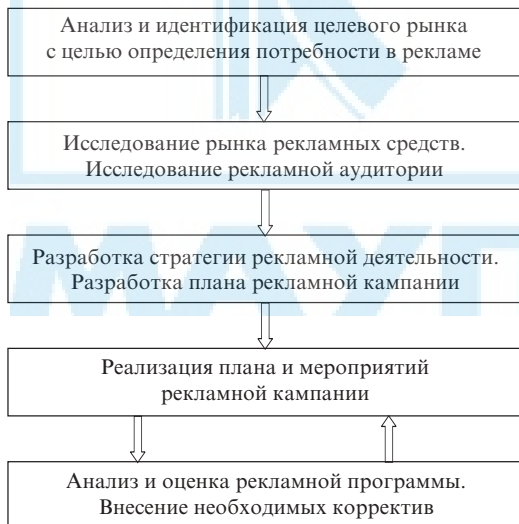 Анализ и идентификация целевого рынка
с целью определения потребности в рекламе
Исследование рынка рекламных средств.
Исследование рекламной аудитории
МАУП
Разработка стратегии рекламной деятельности.
Разработка плана рекламной кампании
Реализация плана и мероприятий
рекламной кампании
Анализ и оценка рекламной программы.
Внесение необходимых корректив